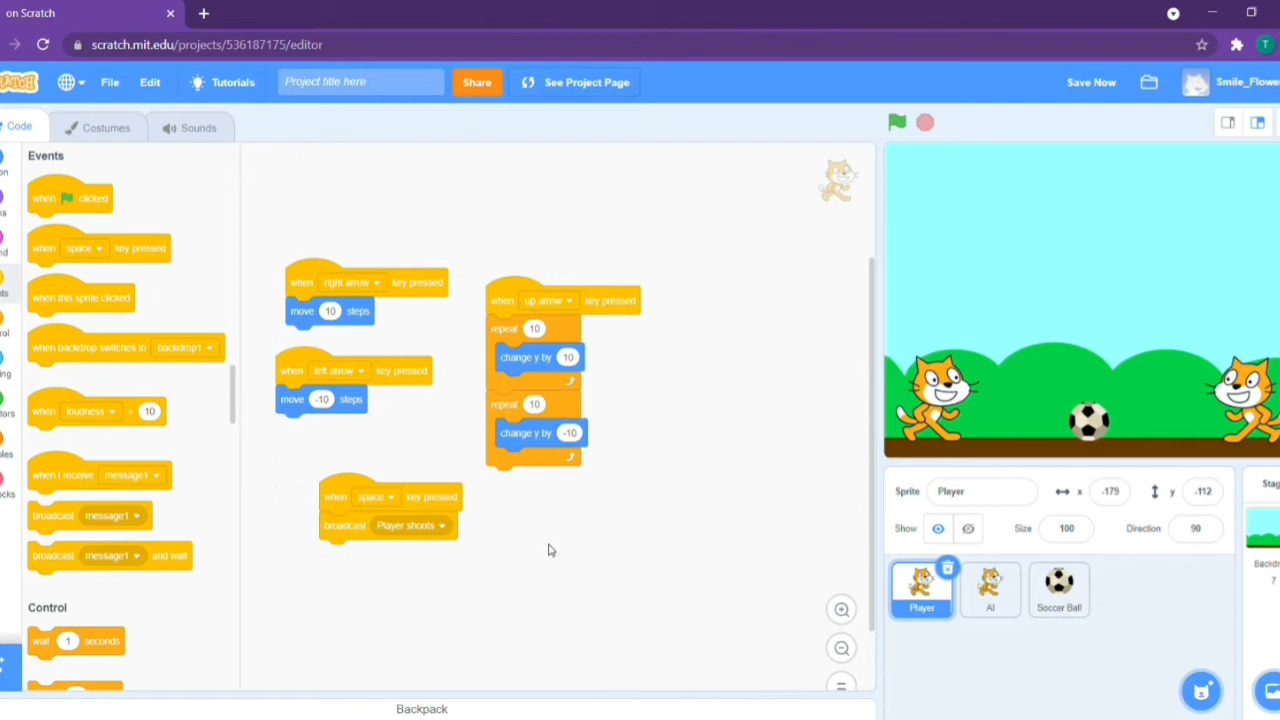 on Scratch
scratch.mit.edu/projects/536187175/editor
T
File Edit Tutorials Project title here Share See Project Page Save Now Smile_Flowe
Code Costumes Sounds
Events
when clicked
when space key pressed
when this sprite clicked
when backdrop switches to backdrop1
when loudness > 10
when I receive message1
broadcast message1
broadcast message1 and wait
Control
wait 1 seconds
when right arrow key pressed
move 10 steps
when left arrow key pressed
move -10 steps
when space key pressed
broadcast Player shoots
when up arrow key pressed
repeat 10
change y by 10
repeat 10
change y by -10
Sprite Player x -179 y -112
Show Size 100 Direction 90
Player AI Soccer Ball
Stag
Backdr
7
Backpack